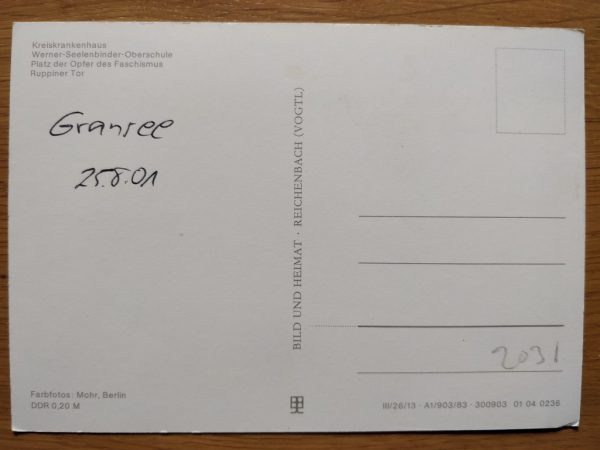 Kreiskrankenhaus
Werner-Seelenbinder-Oberschule
Platz der Opfer des Faschismus
Ruppiner Tor
Gransee
25.8.01
BILD UND HEIMAT · REICHENBACH (VOGTL)
2031
Farbfotos: Mohr, Berlin
DDR 0,20 M
III/26/13 · A1/903/83 · 300903 01 04 0236